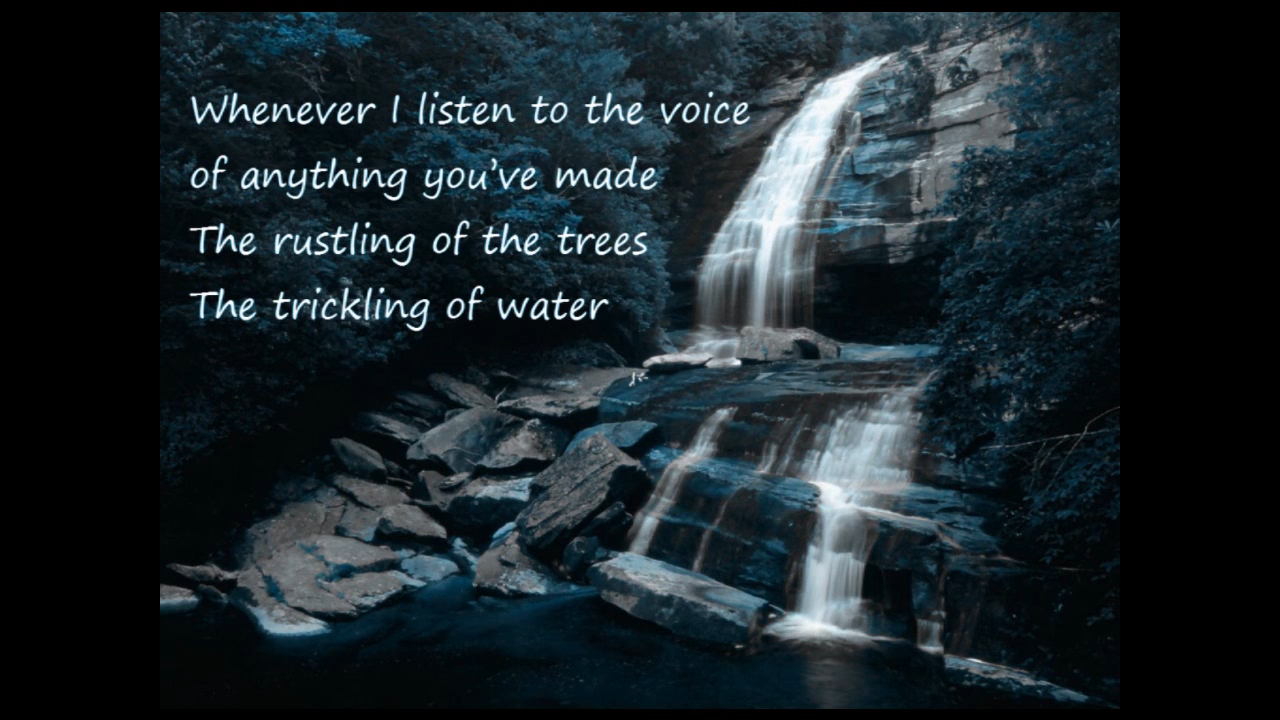 Whenever I listen to the voice
of anything you’ve made
The rustling of the trees
The trickling of water